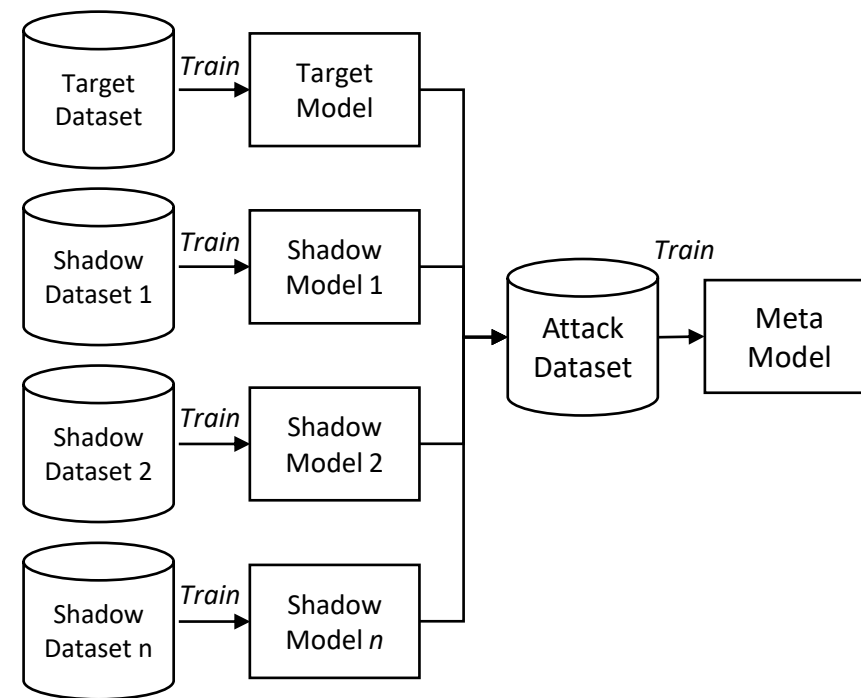 Target
Dataset
Train
Target
Model
Shadow
Dataset 1
Train
Shadow
Model 1
Shadow
Dataset 2
Train
Shadow
Model 2
Shadow
Dataset n
Train
Shadow
Model n
Attack
Dataset
Train
Meta
Model